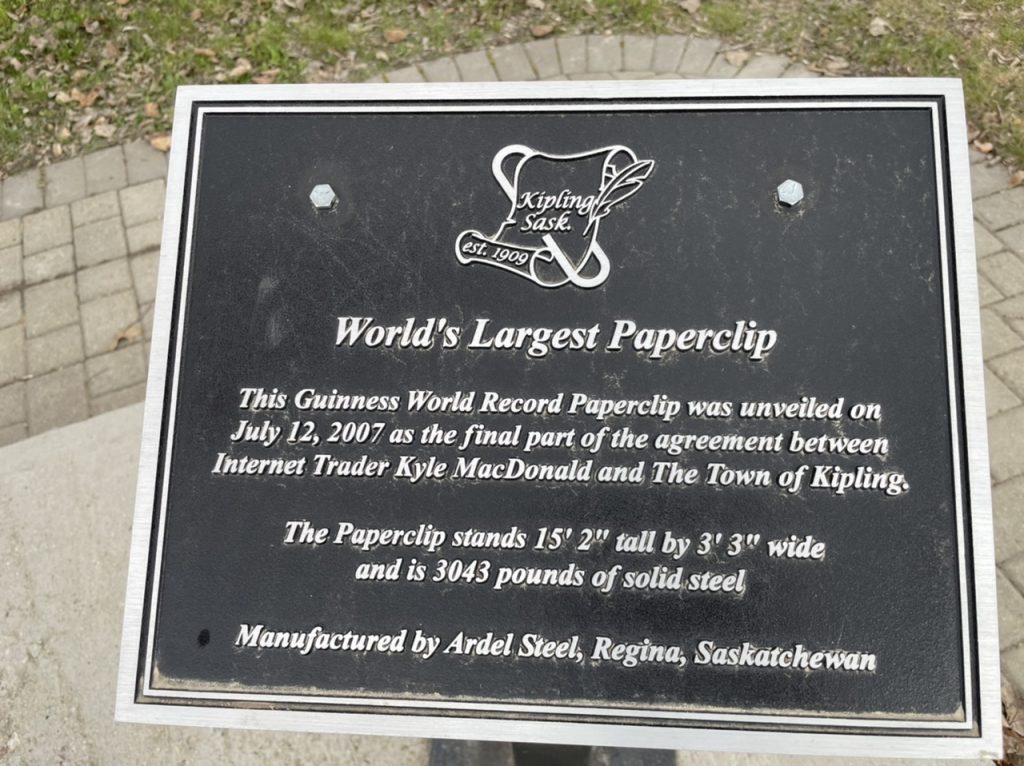 Kipling
Sask.
est. 1909
World's Largest Paperclip
This Guinness World Record Paperclip was unveiled on
July 12, 2007 as the final part of the agreement between
Internet Trader Kyle MacDonald and The Town of Kipling.
The Paperclip stands 15' 2" tall by 3' 3" wide
and is 3043 pounds of solid steel
Manufactured by Ardel Steel, Regina, Saskatchewan